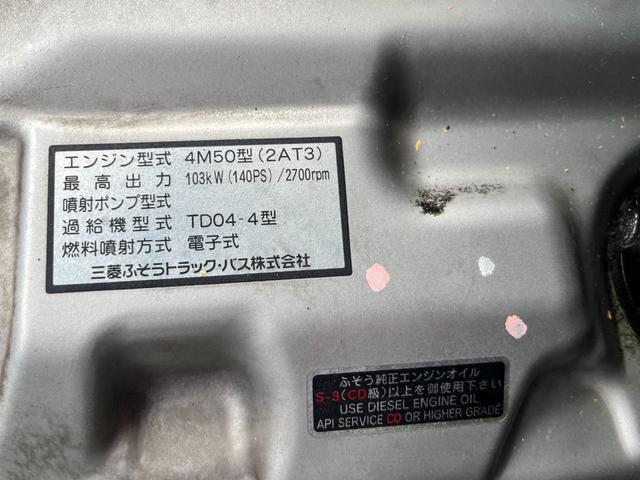 エンジン型式 4M50型(2AT3)
最高出力 103kW(140PS)/2700rpm
噴射ポンプ型式
過給機型式 TD04-4型
燃料噴射方式 電子式
三菱ふそうトラック・バス株式会社
ふそう純正エンジンオイル
S-3(CD級)以上を御使用下さい
USE DIESEL ENGINE OIL
API SERVICE CD OR HIGHER GRADE